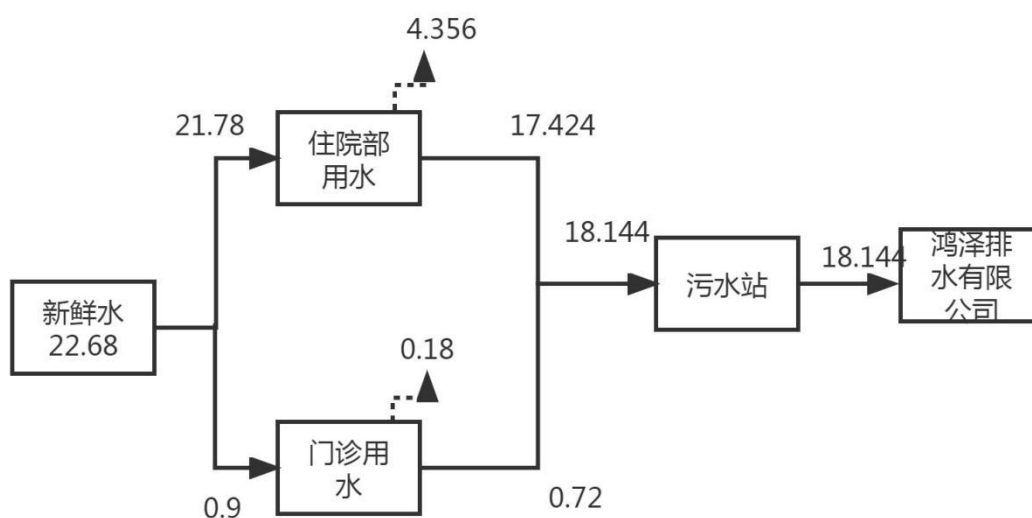 4.356
21.78
住院部
用水
17.424
18.144
污水站
18.144
鸿泽排
水有限
公司
新鲜水
22.68
0.18
门诊用
水
0.9
0.72